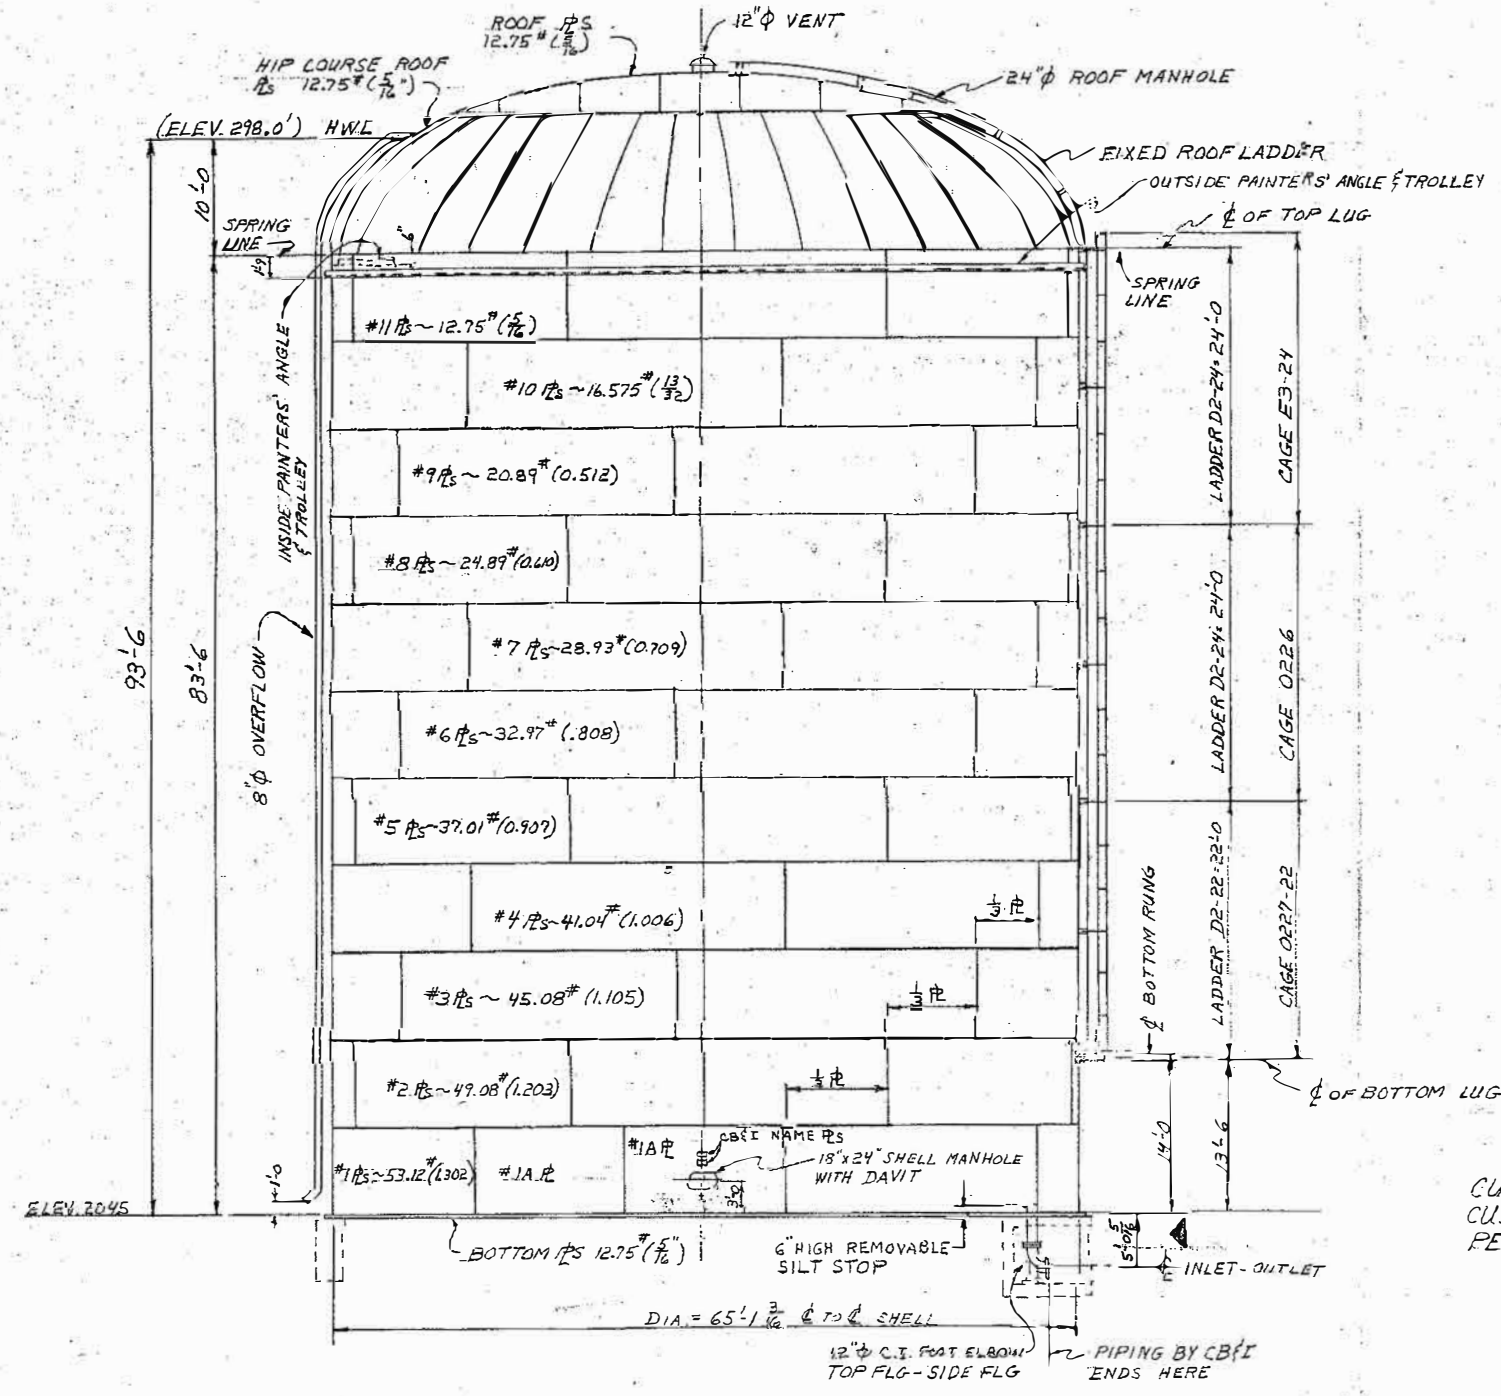 ROOF ℙLS
12.75# (5/16)
12"ϕ VENT
HIP COURSE ROOF
PLs 12.75# (5/16")
24"ϕ ROOF MANHOLE
(ELEV. 298.0') HWL
FIXED ROOF LADDER
OUTSIDE PAINTERS' ANGLE & TROLLEY
℄ OF TOP LUG
10'-0
SPRING
LINE
6"
1'-9
SPRING
LINE
#11 PLs ~ 12.75# (5/16)
#10 PLs ~ 16.575# (13/32)
#9 PLs ~ 20.89# (0.512)
#8 PLs ~ 24.89# (0.610)
#7 PLs ~ 28.93# (0.709)
#6 PLs ~ 32.97# (.808)
#5 PLs ~ 37.01# (0.907)
#4 PLs ~ 41.04# (1.006)
1/3 PL
#3 PLs ~ 45.08# (1.105)
1/3 PL
#2 PLs ~ 49.08# (1.203)
1/3 PL
INSIDE PAINTERS' ANGLE
& TROLLEY
93'-6
83'-6
8"ϕ OVERFLOW
LADDER D2-24= 24'-0
CAGE E3-24
LADDER D2-24= 24'-0
CAGE 0226
LADDER D2-22= 22'-0
CAGE 0227-22
℄ BOTTOM RUNG
℄ OF BOTTOM LUG
14'-0
13'-6
#1 PLs ~ 53.12# (1.302)
#1A PL
#1A PL
CB&I NAME PLS
18"x24" SHELL MANHOLE
WITH DAVIT
1'-0
ELEV. 2045
BOTTOM PLS 12.75# (5/16")
6" HIGH REMOVABLE
SILT STOP
5'-0 5/16
℄ INLET-OUTLET
DIA. = 65'-1 3/16 ℄ TO ℄ SHELL
12"ϕ C.I. FOOT ELBOW
TOP FLG - SIDE FLG
PIPING BY CB&I
ENDS HERE